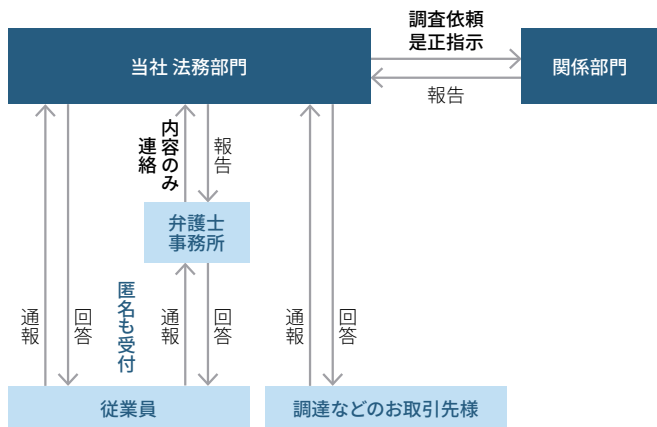 調査依頼
是正指示
当社 法務部門
関係部門
報告
内容のみ
連絡
報告
弁護士
事務所
匿名も受付
通報
回答
通報
回答
通報
回答
従業員
調達などのお取引先様